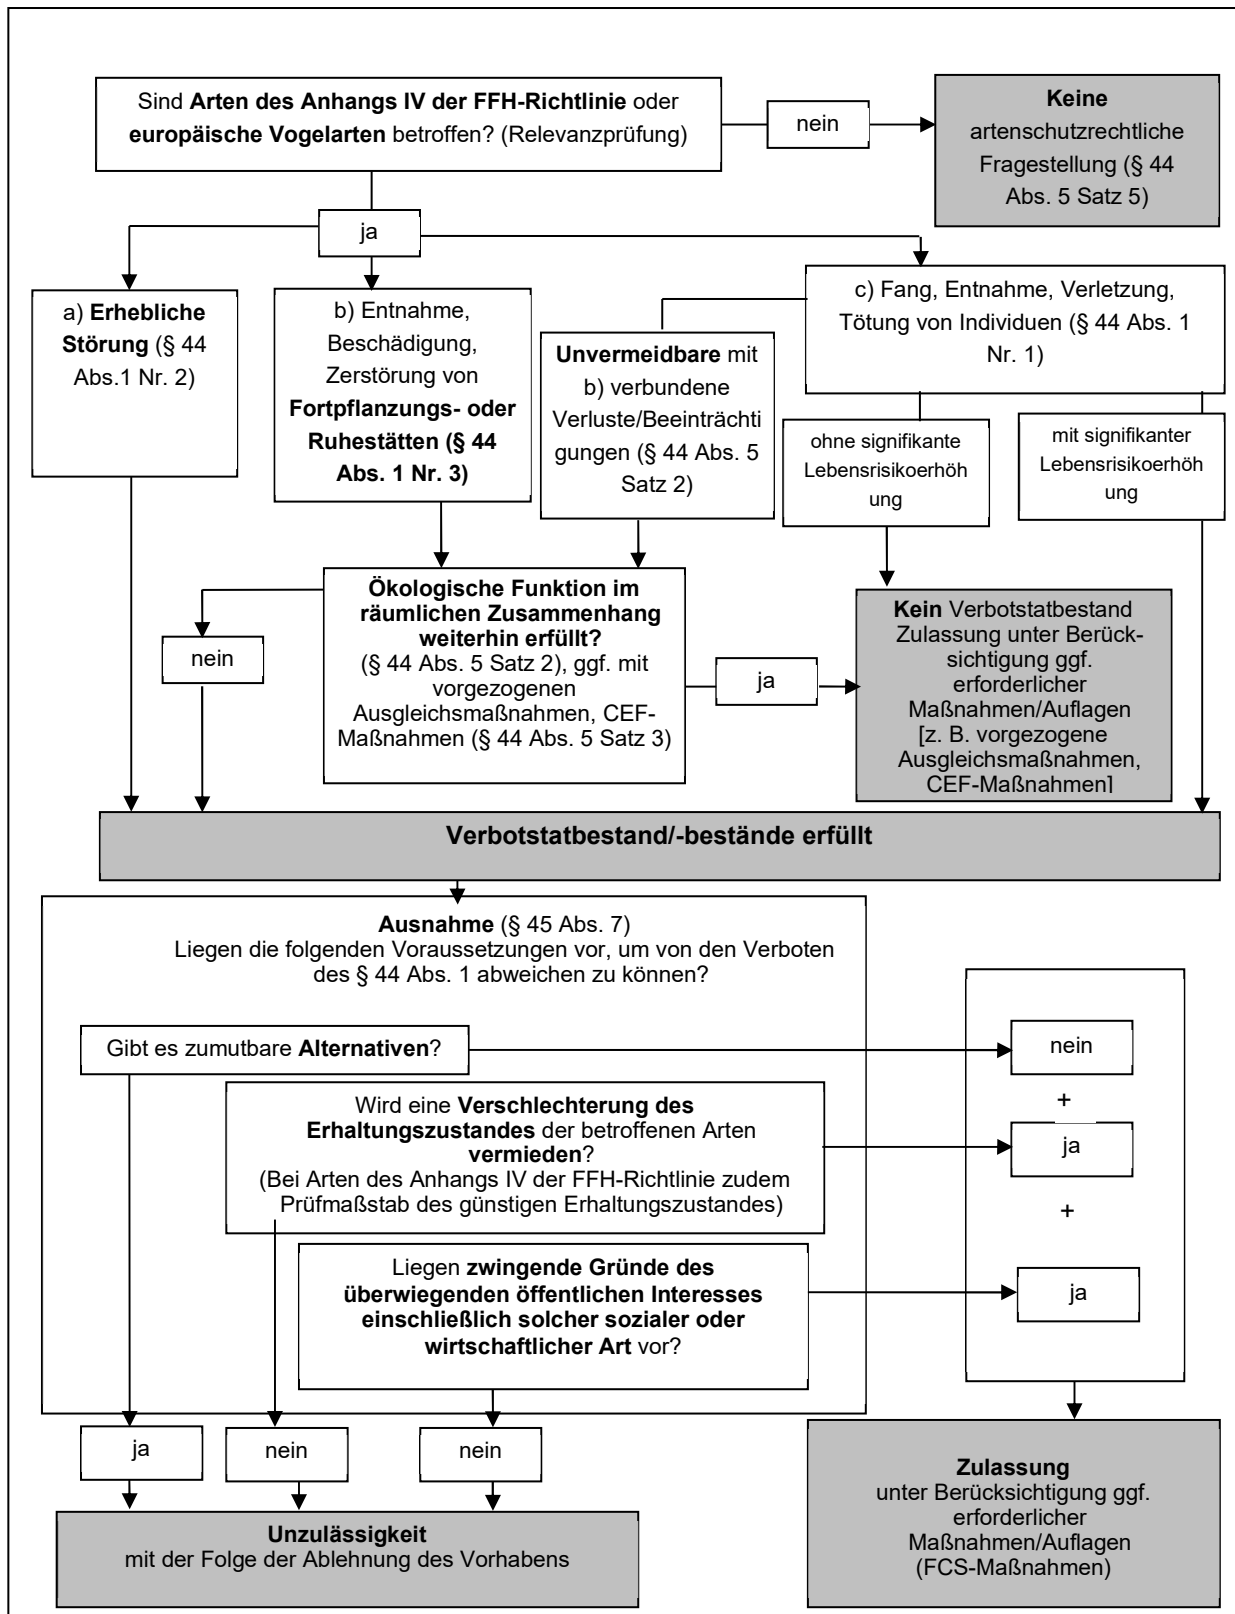 Sind Arten des Anhangs IV der FFH-Richtlinie oder
europäische Vogelarten betroffen? (Relevanzprüfung)
nein
Keine
artenschutzrechtliche
Fragestellung (§ 44
Abs. 5 Satz 5)
ja
a) Erhebliche
Störung (§ 44
Abs.1 Nr. 2)
b) Entnahme,
Beschädigung,
Zerstörung von
Fortpflanzungs- oder
Ruhestätten (§ 44
Abs. 1 Nr. 3)
Unvermeidbare mit
b) verbundene
Verluste/Beeinträchti
gungen (§ 44 Abs. 5
Satz 2)
c) Fang, Entnahme, Verletzung,
Tötung von Individuen (§ 44 Abs. 1
Nr. 1)
ohne signifikante
Lebensrisikoerhöh
ung
mit signifikanter
Lebensrisikoerhöh
ung
Ökologische Funktion im
räumlichen Zusammenhang
weiterhin erfüllt?
(§ 44 Abs. 5 Satz 2), ggf. mit
vorgezogenen
Ausgleichsmaßnahmen, CEF-
Maßnahmen (§ 44 Abs. 5 Satz 3)
nein
ja
Kein Verbotstatbestand
Zulassung unter Berück-
sichtigung ggf.
erforderlicher
Maßnahmen/Auflagen
[z. B. vorgezogene
Ausgleichsmaßnahmen,
CEF-Maßnahmen]
Verbotstatbestand/-bestände erfüllt
Ausnahme (§ 45 Abs. 7)
Liegen die folgenden Voraussetzungen vor, um von den Verboten
des § 44 Abs. 1 abweichen zu können?
Gibt es zumutbare Alternativen?
nein
+
Wird eine Verschlechterung des
Erhaltungszustandes der betroffenen Arten
vermieden?
(Bei Arten des Anhangs IV der FFH-Richtlinie zudem
Prüfmaßstab des günstigen Erhaltungszustandes)
ja
+
Liegen zwingende Gründe des
überwiegenden öffentlichen Interesses
einschließlich solcher sozialer oder
wirtschaftlicher Art vor?
ja
ja
nein
nein
Unzulässigkeit
mit der Folge der Ablehnung des Vorhabens
Zulassung
unter Berücksichtigung ggf.
erforderlicher
Maßnahmen/Auflagen
(FCS-Maßnahmen)